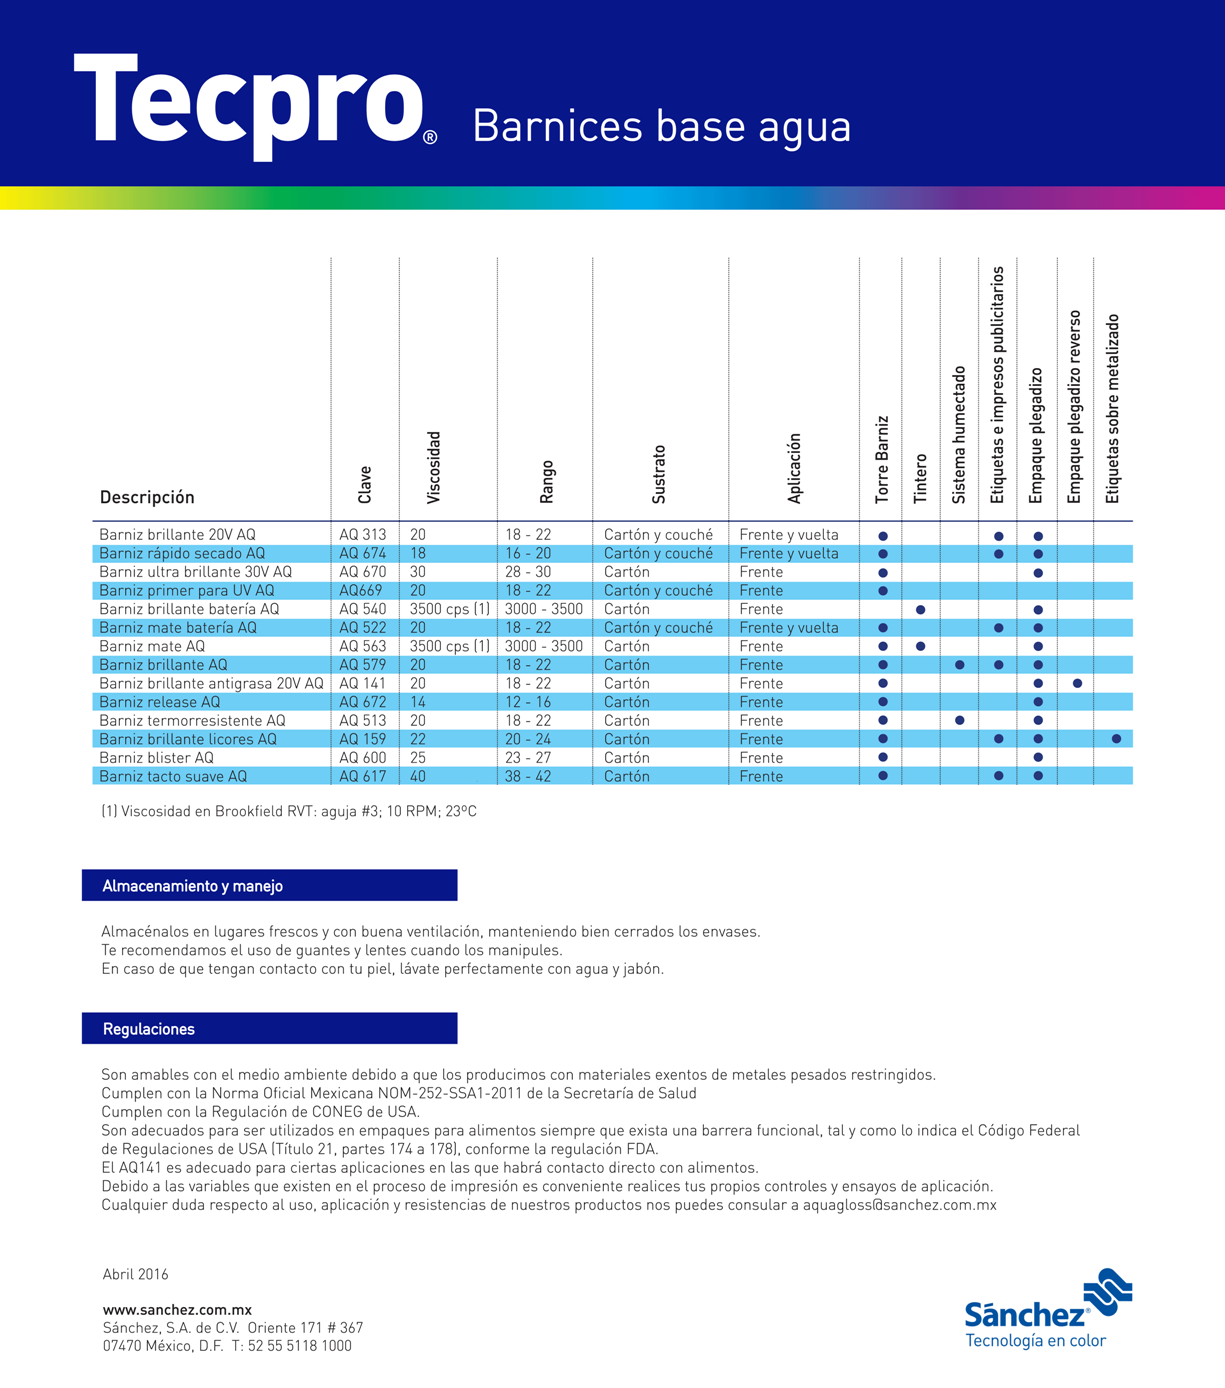 Tecpro® Barnices base agua
Descripción Clave Viscosidad Rango Sustrato Aplicación Torre Barniz Tintero Sistema humectado Etiquetas e impresos publicitarios Empaque plegadizo Empaque plegadizo reverso Etiquetas sobre metalizado
Barniz brillante 20V AQ AQ 313 20 18 - 22 Cartón y couché Frente y vuelta ● ● ●
Barniz rápido secado AQ AQ 674 18 16 - 20 Cartón y couché Frente y vuelta ● ● ●
Barniz ultra brillante 30V AQ AQ 670 30 28 - 30 Cartón Frente ● ●
Barniz primer para UV AQ AQ669 20 18 - 22 Cartón y couché Frente ●
Barniz brillante batería AQ AQ 540 3500 cps (1) 3000 - 3500 Cartón Frente ● ●
Barniz mate batería AQ AQ 522 20 18 - 22 Cartón y couché Frente y vuelta ● ● ●
Barniz mate AQ AQ 563 3500 cps (1) 3000 - 3500 Cartón Frente ● ● ●
Barniz brillante AQ AQ 579 20 18 - 22 Cartón Frente ● ● ● ●
Barniz brillante antigrasa 20V AQ AQ 141 20 18 - 22 Cartón Frente ● ● ●
Barniz release AQ AQ 672 14 12 - 16 Cartón Frente ● ●
Barniz termorresistente AQ AQ 513 20 18 - 22 Cartón Frente ● ● ●
Barniz brillante licores AQ AQ 159 22 20 - 24 Cartón Frente ● ● ● ●
Barniz blister AQ AQ 600 25 23 - 27 Cartón Frente ● ●
Barniz tacto suave AQ AQ 617 40 38 - 42 Cartón Frente ● ● ●
(1) Viscosidad en Brookfield RVT: aguja #3; 10 RPM; 23ºC
Almacenamiento y manejo
Almacénalos en lugares frescos y con buena ventilación, manteniendo bien cerrados los envases.
Te recomendamos el uso de guantes y lentes cuando los manipules.
En caso de que tengan contacto con tu piel, lávate perfectamente con agua y jabón.
Regulaciones
Son amables con el medio ambiente debido a que los producimos con materiales exentos de metales pesados restringidos.
Cumplen con la Norma Oficial Mexicana NOM-252-SSA1-2011 de la Secretaría de Salud
Cumplen con la Regulación de CONEG de USA.
Son adecuados para ser utilizados en empaques para alimentos siempre que exista una barrera funcional, tal y como lo indica el Código Federal
de Regulaciones de USA (Título 21, partes 174 a 178), conforme la regulación FDA.
El AQ141 es adecuado para ciertas aplicaciones en las que habrá contacto directo con alimentos.
Debido a las variables que existen en el proceso de impresión es conveniente realices tus propios controles y ensayos de aplicación.
Cualquier duda respecto al uso, aplicación y resistencias de nuestros productos nos puedes consular a aquagloss@sanchez.com.mx
Abril 2016
www.sanchez.com.mx
Sánchez, S.A. de C.V. Oriente 171 # 367
07470 México, D.F. T: 52 55 5118 1000
Sánchez®
Tecnología en color